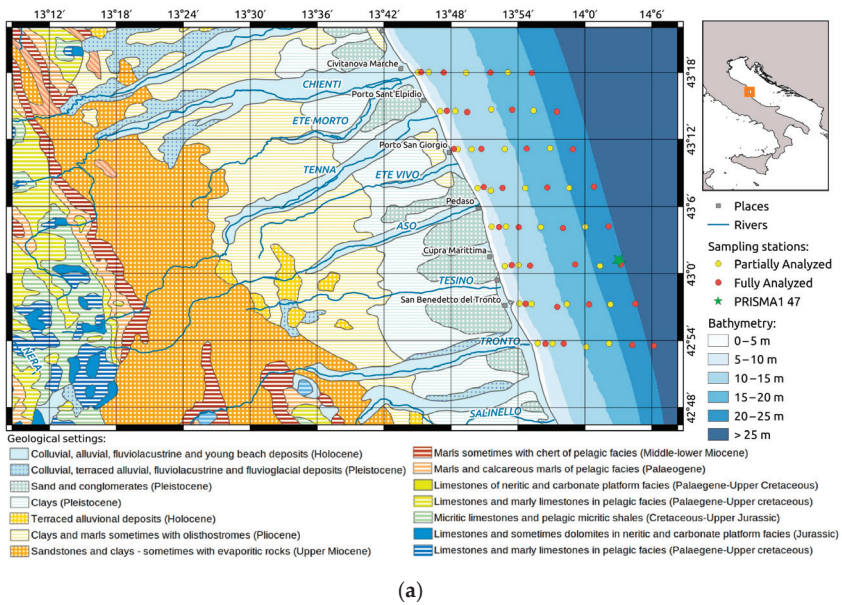 13°12' 13°18' 13°24' 13°30' 13°36' 13°42' 13°48' 13°54' 14°0' 14°6'
Civitanova Marche
43°18'
CHIENTI
Porto Sant'Elpidio
ETE MORTO
43°12'
Porto San Giorgio
TENNA
ETE VIVO
Pedaso
43°6'
ASO
Cupra Marittima
43°0'
TESINO
San Benedetto del Tronto
NERA
TRONTO
42°54'
SALINELLO
42°48'
Places
Rivers
Sampling stations:
Partially Analyzed
Fully Analyzed
PRISMA1 47
Bathymetry:
0–5 m
5–10 m
10–15 m
15–20 m
20–25 m
> 25 m
Geological settings:
Colluvial, alluvial, fluviolacustrine and young beach deposits (Holocene)
Colluvial, terraced alluvial, fluviolacustrine and fluvioglacial deposits (Pleistocene)
Sand and conglomerates (Pleistocene)
Clays (Pleistocene)
Terraced alluvional deposits (Holocene)
Clays and marls sometimes with olisthostromes (Pliocene)
Sandstones and clays - sometimes with evaporitic rocks (Upper Miocene)
Marls sometimes with chert of pelagic facies (Middle-lower Miocene)
Marls and calcareous marls of pelagic facies (Palaeogene)
Limestones of neritic and carbonate platform facies (Palaegene-Upper Cretaceous)
Limestones and marly limestones in pelagic facies (Palaegene-Upper cretaceous)
Micritic limestones and pelagic micritic shales (Cretaceous-Upper Jurassic)
Limestones and sometimes dolomites in neritic and carbonate platform facies (Jurassic)
Limestones and marly limestones in pelagic facies (Palaegene-Upper cretaceous)
(a)